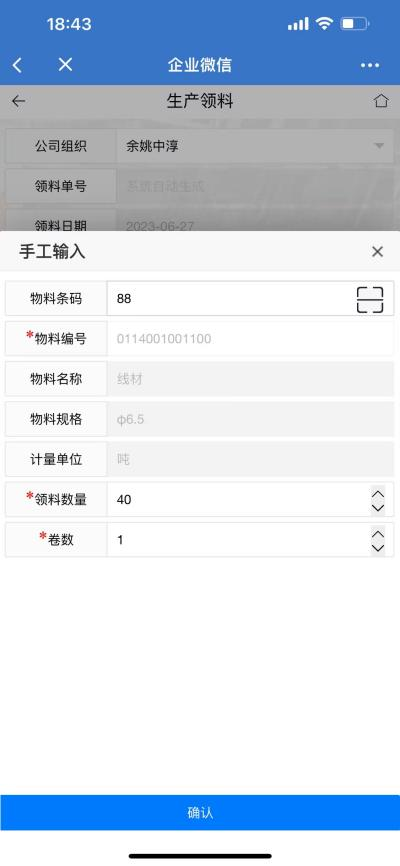 18:43
企业微信
生产领料
公司组织 余姚中淳
领料单号 系统自动生成
领料日期 2023-06-27
手工输入
物料条码 88
*物料编号 0114001001100
物料名称 线材
物料规格 φ6.5
计量单位 吨
*领料数量 40
*卷数 1
确认